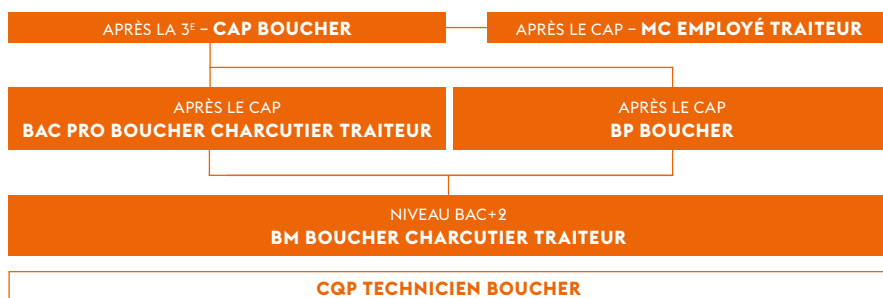 APRÈS LA 3E – CAP BOUCHER
APRÈS LE CAP – MC EMPLOYÉ TRAITEUR
APRÈS LE CAP
BAC PRO BOUCHER CHARCUTIER TRAITEUR
APRÈS LE CAP
BP BOUCHER
NIVEAU BAC+2
BM BOUCHER CHARCUTIER TRAITEUR
CQP TECHNICIEN BOUCHER